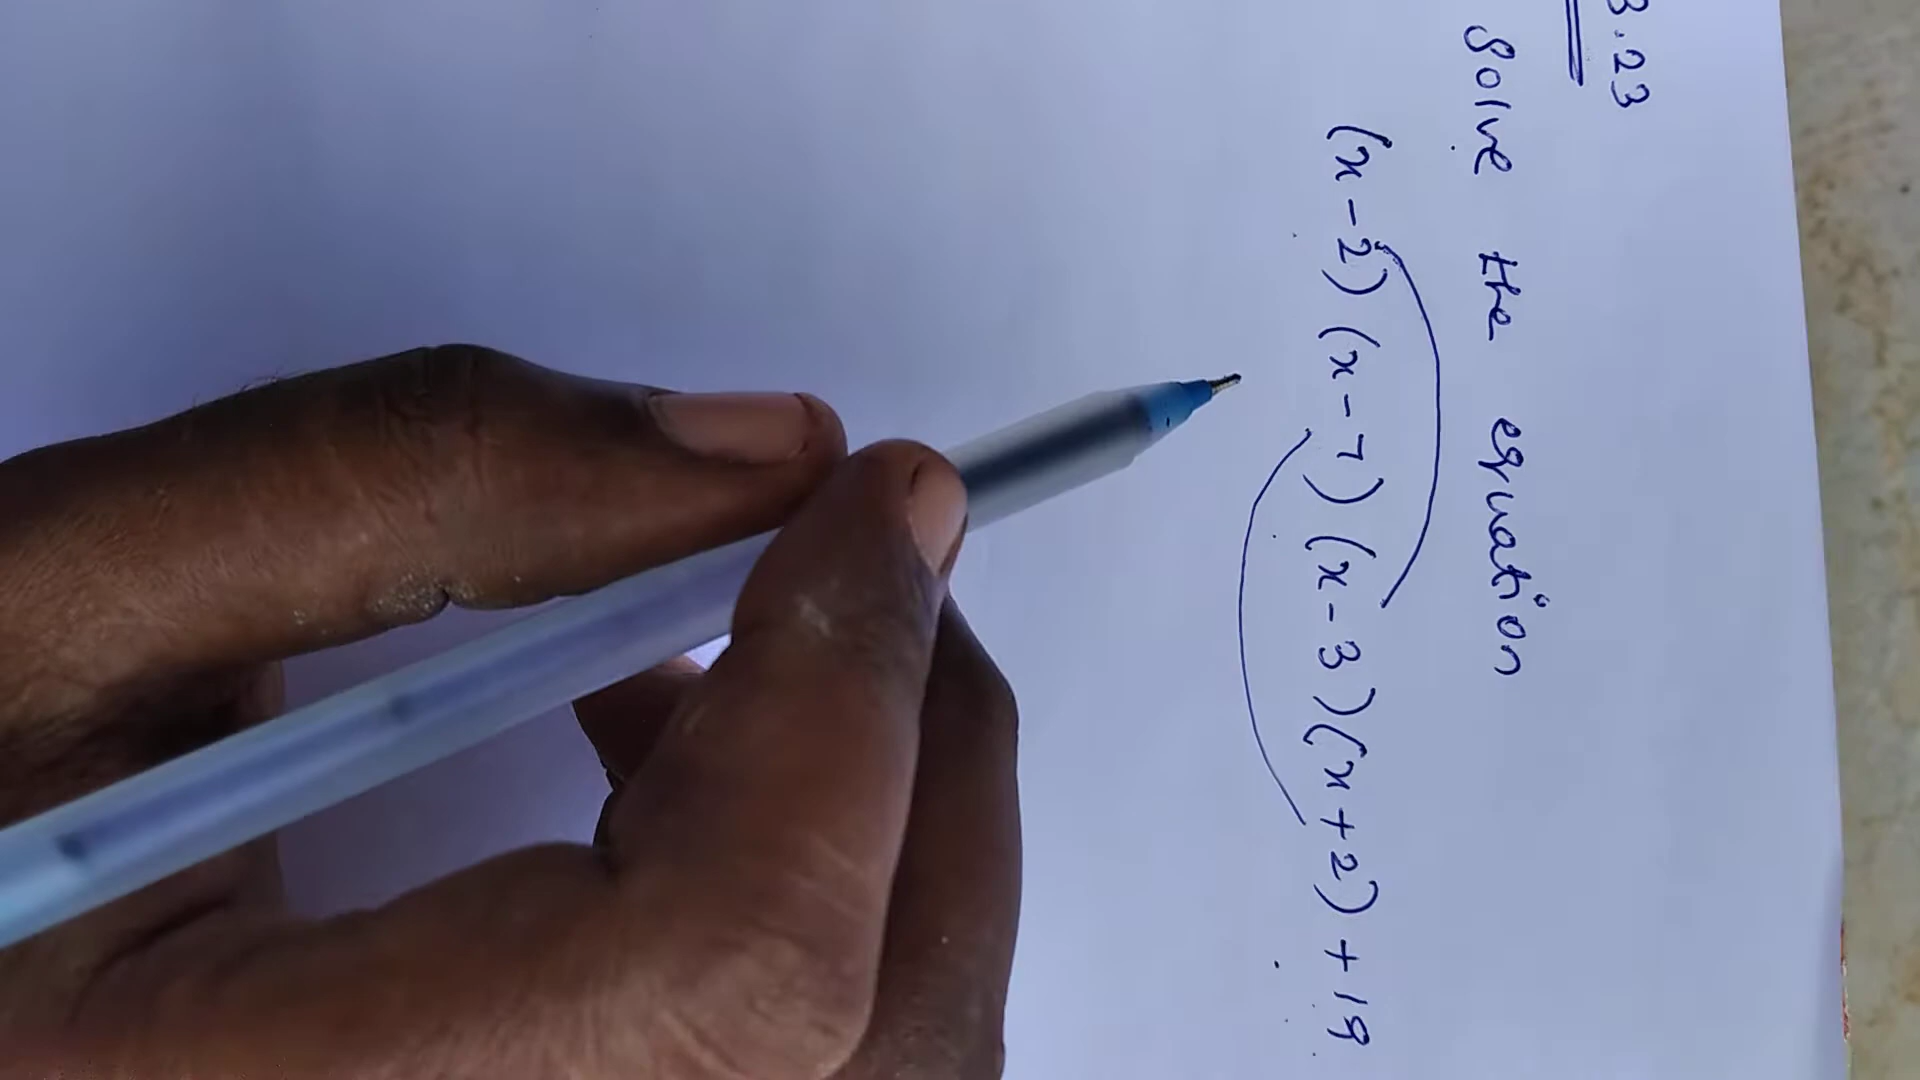 3.23
Solve the equation
(x-2)(x-7)(x-3)(x+2)+19